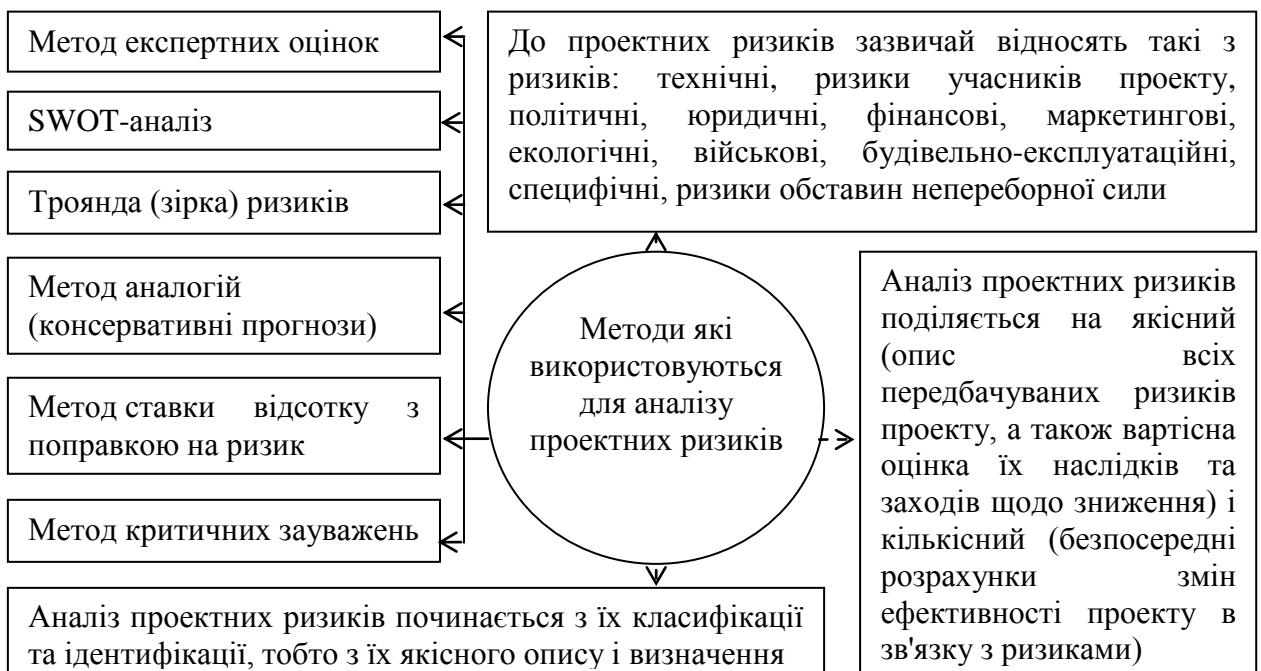 Метод експертних оцінок
SWOT-аналіз
Троянда (зірка) ризиків
Метод аналогій
(консервативні прогнози)
Метод ставки відсотку з
поправкою на ризик
Метод критичних зауважень
До проектних ризиків зазвичай відносять такі з
ризиків: технічні, ризики учасників проекту,
політичні, юридичні, фінансові, маркетингові,
екологічні, військові, будівельно-експлуатаційні,
специфічні, ризики обставин непереборної сили
Методи які
використовуються
для аналізу
проектних ризиків
Аналіз проектних ризиків
поділяється на якісний
(опис всіх
передбачуваних ризиків
проекту, а також вартісна
оцінка їх наслідків та
заходів щодо зниження) і
кількісний (безпосередні
розрахунки змін
ефективності проекту в
зв'язку з ризиками)
Аналіз проектних ризиків починається з їх класифікації
та ідентифікації, тобто з їх якісного опису і визначення